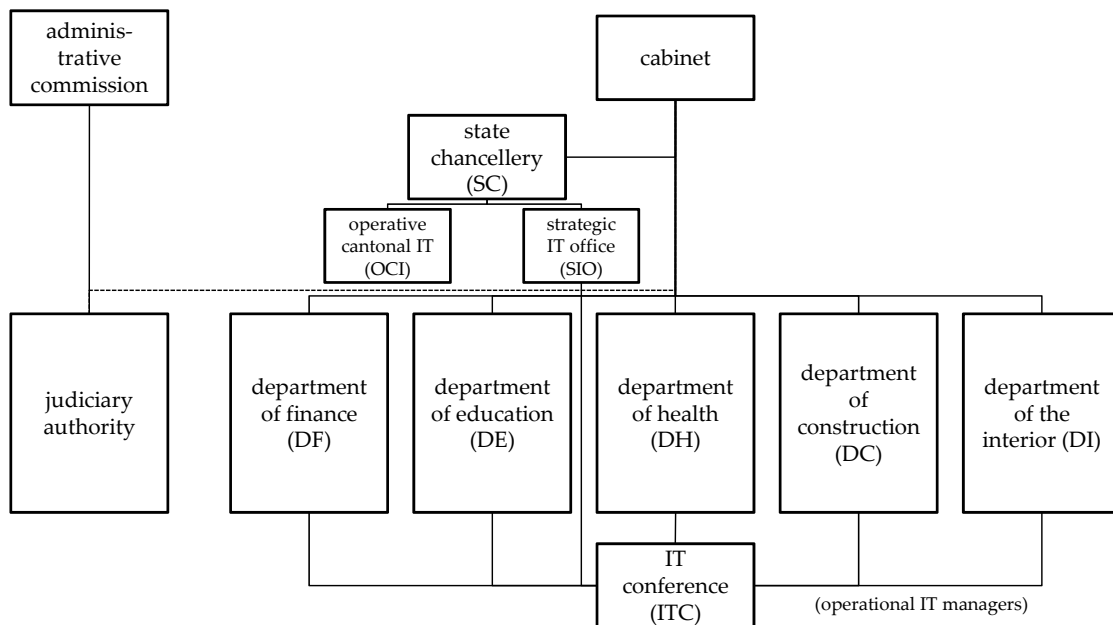 adminis-
trative
commission
cabinet
state
chancellery
(SC)
operative
cantonal IT
(OCI)
strategic
IT office
(SIO)
judiciary
authority
department
of finance
(DF)
department
of education
(DE)
department
of health
(DH)
department
of
construction
(DC)
department
of the
interior (DI)
IT
conference
(ITC)
(operational IT managers)